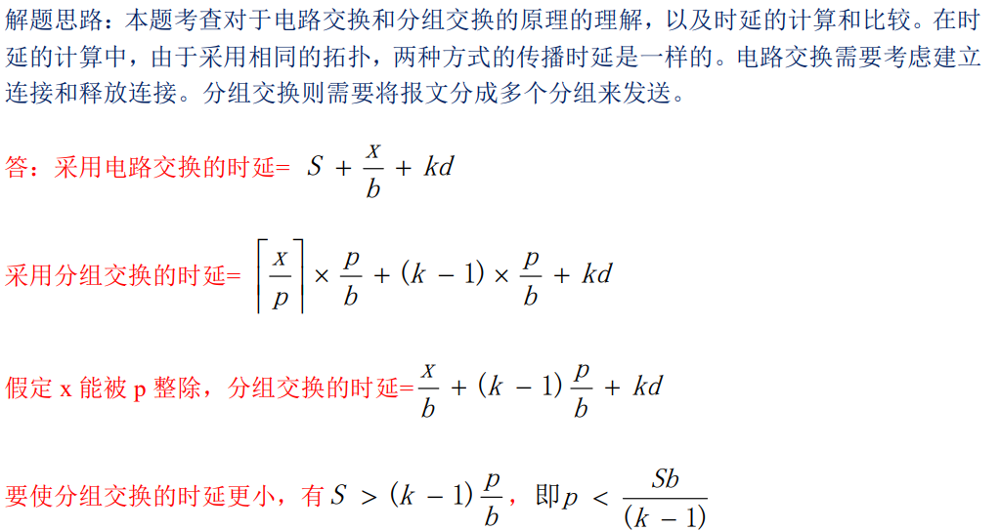 解题思路：本题考查对于电路交换和分组交换的原理的理解，以及时延的计算和比较。在时
延的计算中，由于采用相同的拓扑，两种方式的传播时延是一样的。电路交换需要考虑建立
连接和释放连接。分组交换则需要将报文分成多个分组来发送。
答：采用电路交换的时延= $S + \frac{x}{b} + kd$
采用分组交换的时延= $\left\lceil \frac{x}{p} \right\rceil \times \frac{p}{b} + (k - 1) \times \frac{p}{b} + kd$
假定 x 能被 p 整除，分组交换的时延=$\frac{x}{b} + (k - 1)\frac{p}{b} + kd$
要使分组交换的时延更小，有 $S > (k - 1)\frac{p}{b}$，即$p < \frac{Sb}{(k - 1)}$